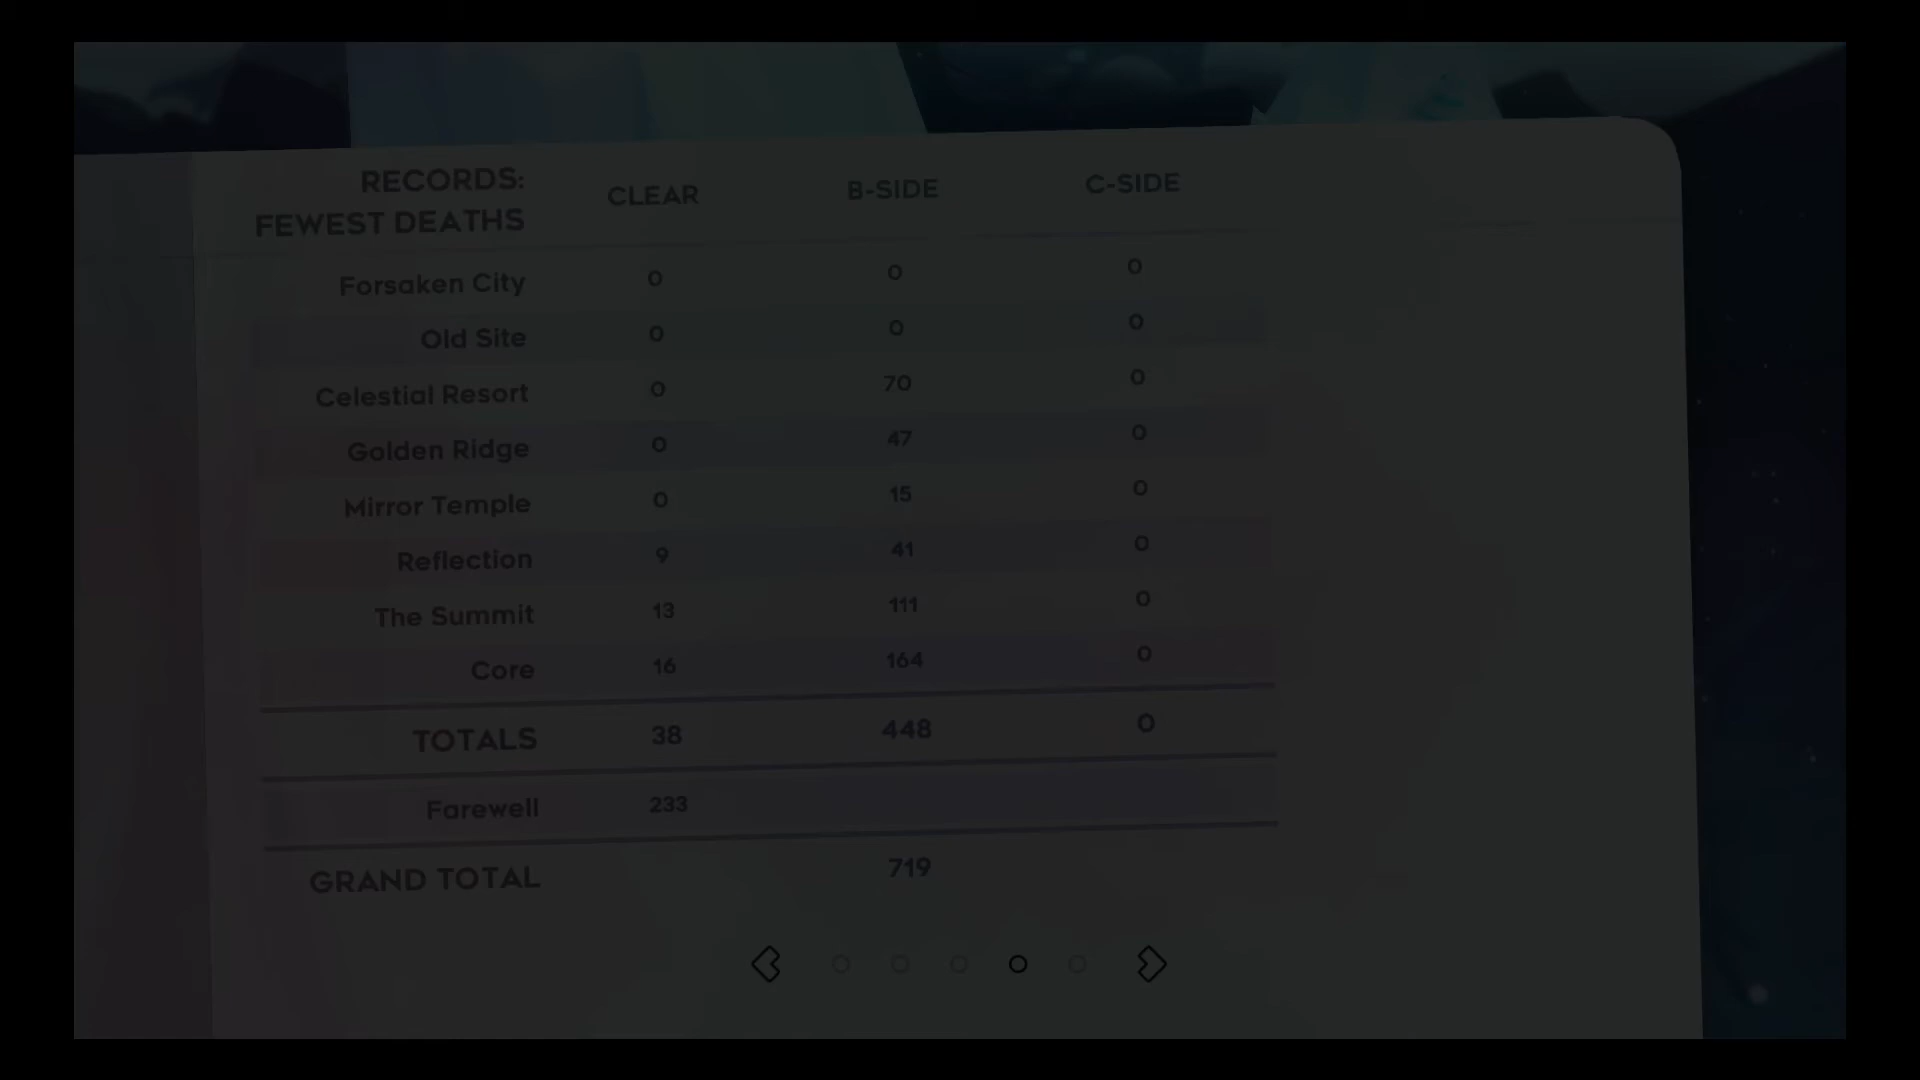 RECORDS:
FEWEST DEATHS CLEAR B-SIDE C-SIDE
Forsaken City 0 0 0
Old Site 0 0 0
Celestial Resort 0 70 0
Golden Ridge 0 47 0
Mirror Temple 0 15 0
Reflection 9 41 0
The Summit 13 111 0
Core 16 164 0
TOTALS 38 448 0
Farewell 233
GRAND TOTAL 719